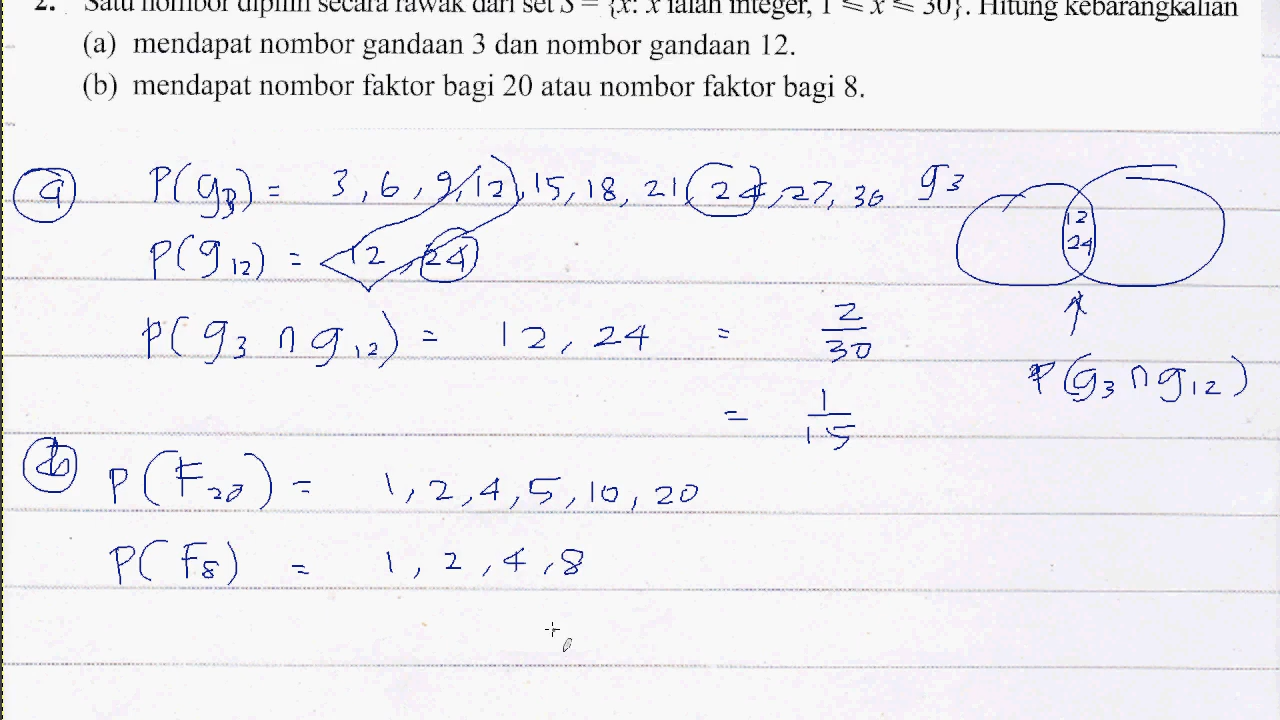 2. Satu nombor dipilih secara rawak dari set S = {x: x ialah integer, 1 ⩽ x ⩽ 30}. Hitung kebarangkalian
(a) mendapat nombor gandaan 3 dan nombor gandaan 12.
(b) mendapat nombor faktor bagi 20 atau nombor faktor bagi 8.
a P(g3) = 3, 6, 9, 12, 15, 18, 21, 24, 27, 30 g3
P(g12) = 12, 24
12
24
P(g3 ∩ g12) = 12, 24 = 2/30
P(g3 ∩ g12)
= 1/15
b P(F20) = 1, 2, 4, 5, 10, 20
P(F8) = 1, 2, 4, 8